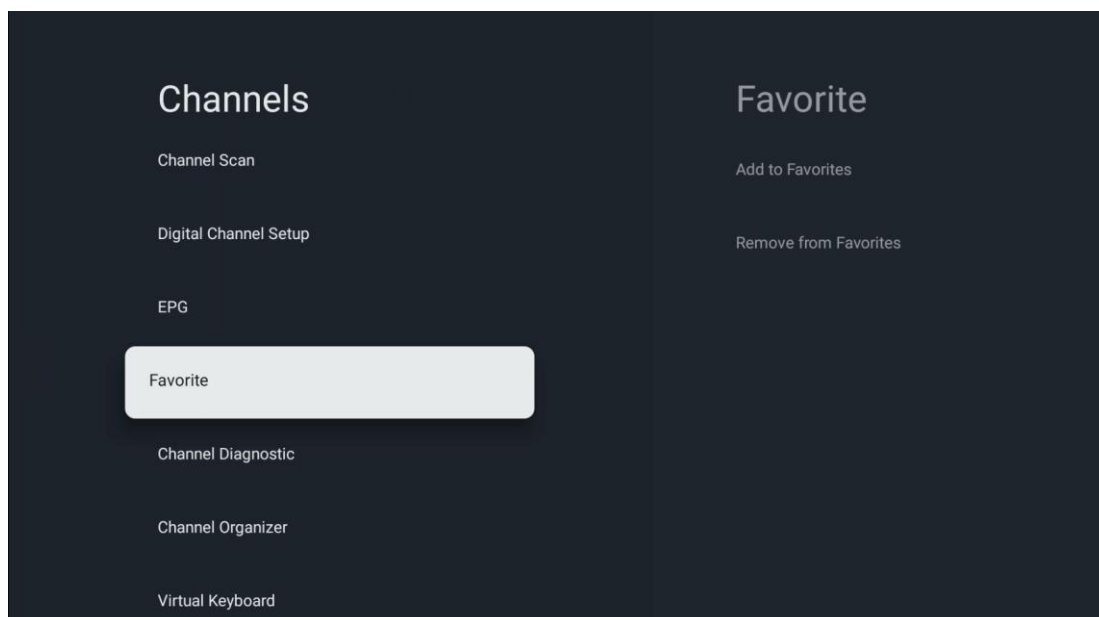 Channels
Channel Scan
Digital Channel Setup
EPG
Favorite
Channel Diagnostic
Channel Organizer
Virtual Keyboard
Favorite
Add to Favorites
Remove from Favorites